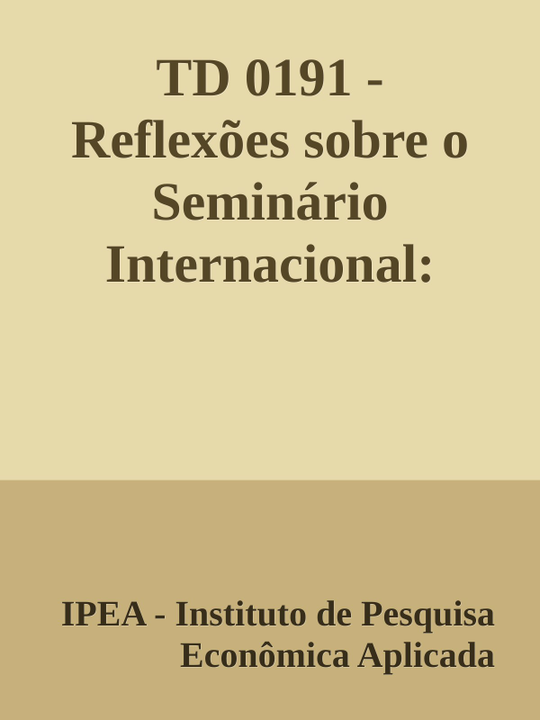 TD 0191 -
Reflexões sobre o
Seminário
Internacional:
IPEA - Instituto de Pesquisa
Econômica Aplicada